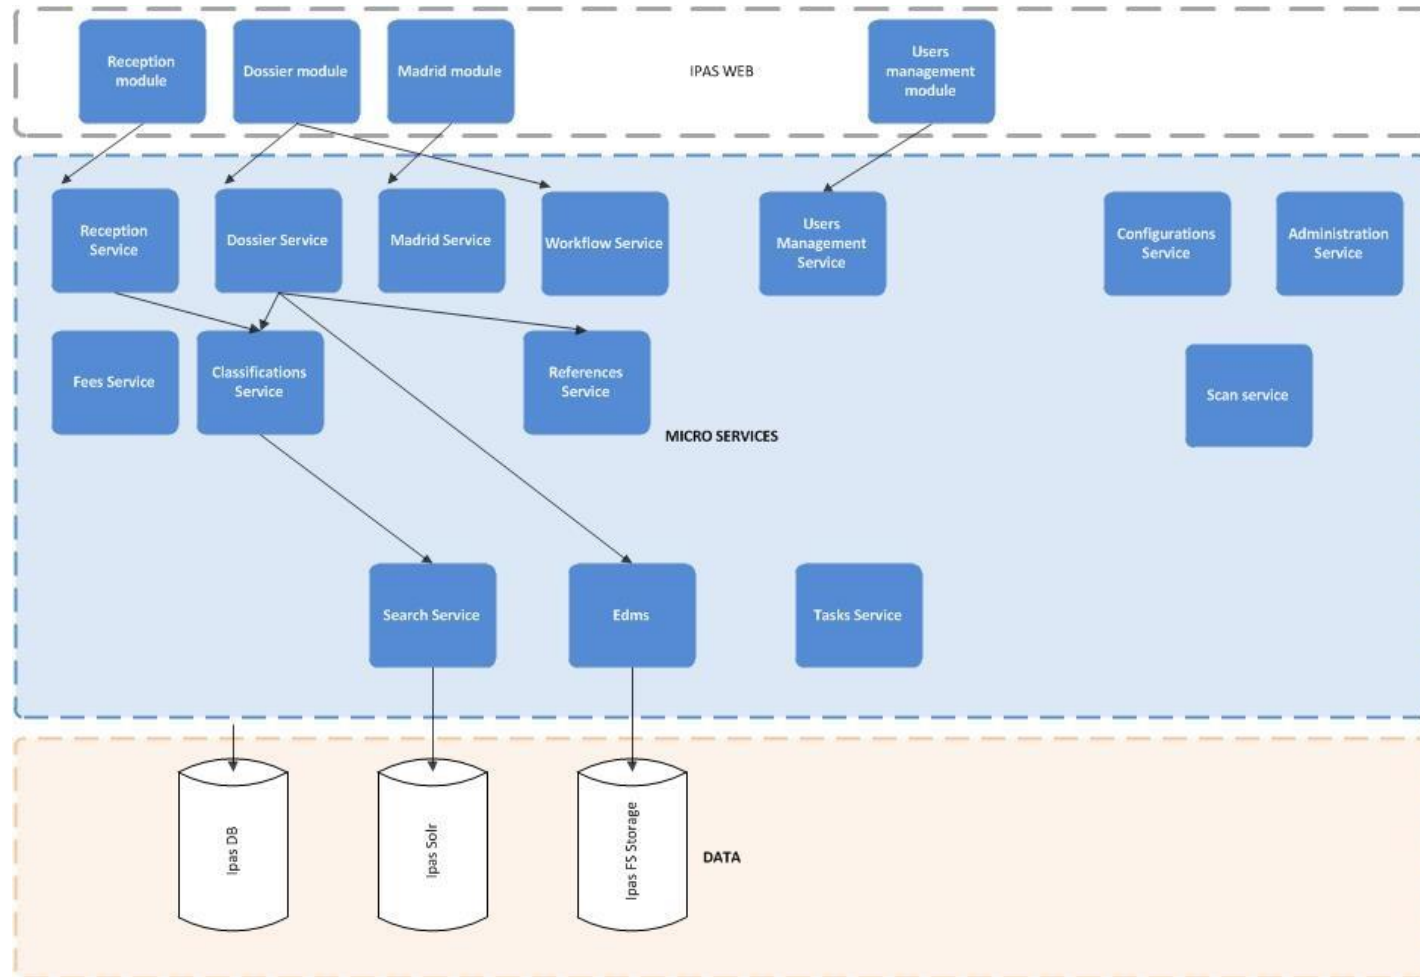 Reception
module
Dossier module
Madrid module
IPAS WEB
Users
management
module
Reception
Service
Dossier Service
Madrid Service
Workflow Service
Users
Management
Service
Configurations
Service
Administration
Service
Fees Service
Classifications
Service
References
Service
Scan service
MICRO SERVICES
Search Service
Edms
Tasks Service
Ipas DB
Ipas Solr
Ipas FS Storage
DATA